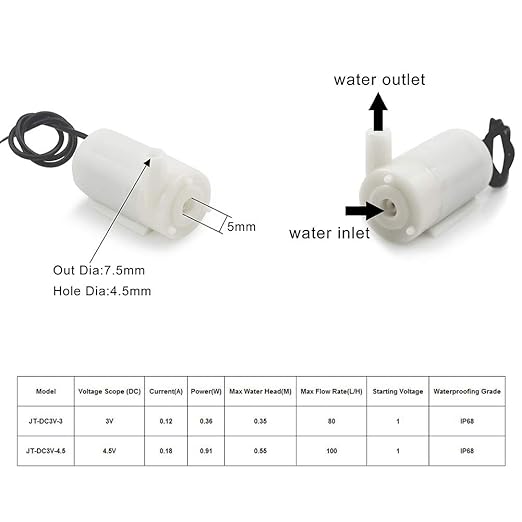 water outlet
5mm
water inlet
Out Dia:7.5mm
Hole Dia:4.5mm
Model Voltage Scope (DC) Current(A) Power(W) Max Water Head(M) Max Flow Rate(L/H) Starting Voltage Waterproofing Grade
JT-DC3V-3 3V 0.12 0.36 0.35 80 1 IP68
JT-DC3V-4.5 4.5V 0.18 0.91 0.55 100 1 IP68